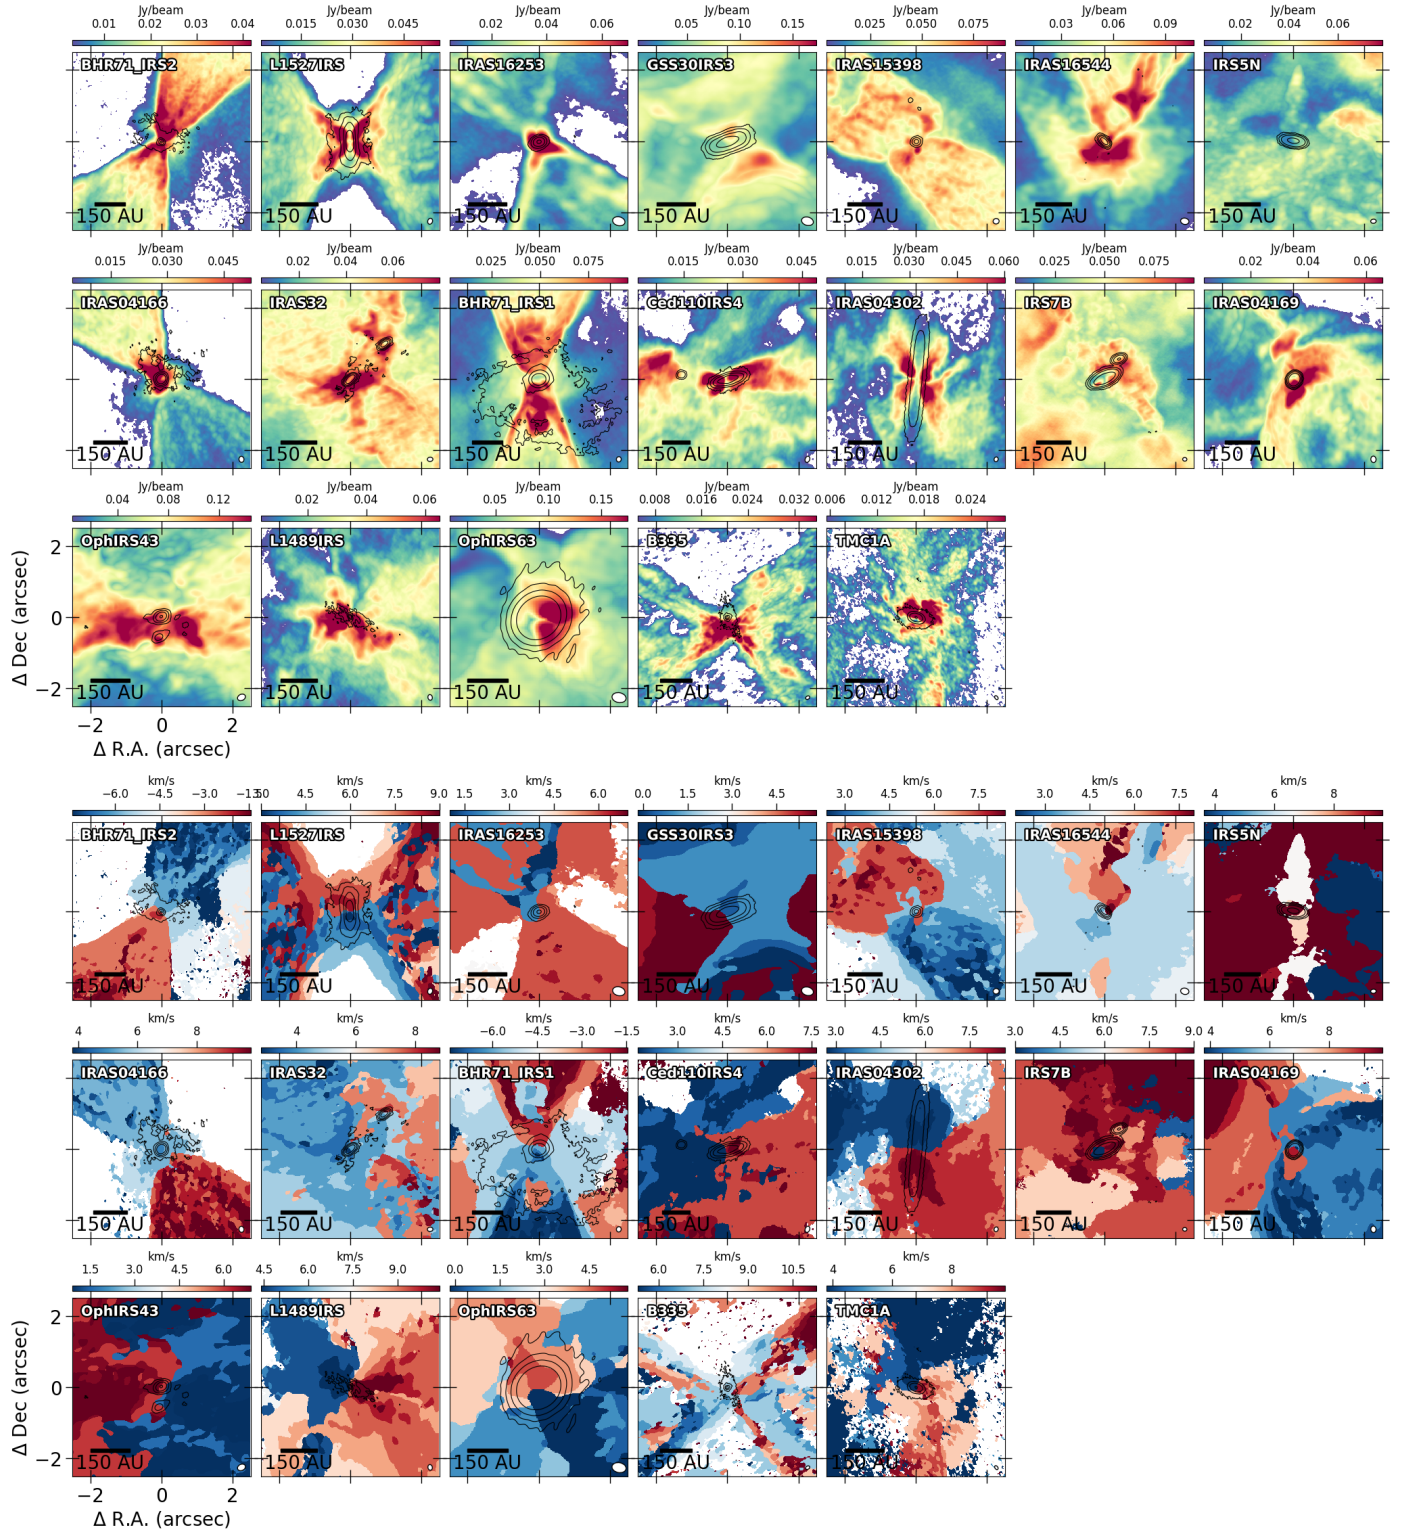 Jy/beam Jy/beam Jy/beam Jy/beam Jy/beam Jy/beam Jy/beam
0.01 0.02 0.03 0.04 0.015 0.030 0.045 0.02 0.04 0.06 0.05 0.10 0.15 0.025 0.050 0.075 0.03 0.06 0.09 0.02 0.04 0.06
BHR71_IRS2 L1527IRS IRAS16253 GSS30IRS3 IRAS15398 IRAS16544 IRS5N
150 AU 150 AU 150 AU 150 AU 150 AU 150 AU 150 AU
Jy/beam Jy/beam Jy/beam Jy/beam Jy/beam Jy/beam Jy/beam
0.015 0.030 0.045 0.02 0.04 0.06 0.025 0.050 0.075 0.015 0.030 0.045 0.015 0.030 0.045 0.060 0.025 0.050 0.075 0.02 0.04 0.06
IRAS04166 IRAS32 BHR71_IRS1 Ced110IRS4 IRAS04302 IRS7B IRAS04169
150 AU 150 AU 150 AU 150 AU 150 AU 150 AU 150 AU
Jy/beam Jy/beam Jy/beam Jy/beam Jy/beam
0.04 0.08 0.12 0.02 0.04 0.06 0.05 0.10 0.15 0.008 0.016 0.024 0.032 0.006 0.012 0.018 0.024
OphIRS43 L1489IRS OphIRS63 B335 TMC1A
2
0
−2
Δ Dec (arcsec)
150 AU 150 AU 150 AU 150 AU 150 AU
−2 0 2
Δ R.A. (arcsec)
km/s km/s km/s km/s km/s km/s km/s
−6.0 −4.5 −3.0 −1.5 3.0 4.5 6.0 7.5 9.0 1.5 3.0 4.5 6.0 0.0 1.5 3.0 4.5 3.0 4.5 6.0 7.5 3.0 4.5 6.0 7.5 4 6 8
BHR71_IRS2 L1527IRS IRAS16253 GSS30IRS3 IRAS15398 IRAS16544 IRS5N
150 AU 150 AU 150 AU 150 AU 150 AU 150 AU 150 AU
km/s km/s km/s km/s km/s km/s km/s
4 6 8 4 6 8 −6.0 −4.5 −3.0 −1.5 3.0 4.5 6.0 7.5 3.0 4.5 6.0 7.5 3.0 4.5 6.0 7.5 9.0 4 6 8
IRAS04166 IRAS32 BHR71_IRS1 Ced110IRS4 IRAS04302 IRS7B IRAS04169
150 AU 150 AU 150 AU 150 AU 150 AU 150 AU 150 AU
km/s km/s km/s km/s km/s
1.5 3.0 4.5 6.0 4.5 6.0 7.5 9.0 0.0 1.5 3.0 4.5 6.0 7.5 9.0 10.5 4 6 8
OphIRS43 L1489IRS OphIRS63 B335 TMC1A
2
0
−2
Δ Dec (arcsec)
150 AU 150 AU 150 AU 150 AU 150 AU
−2 0 2
Δ R.A. (arcsec)